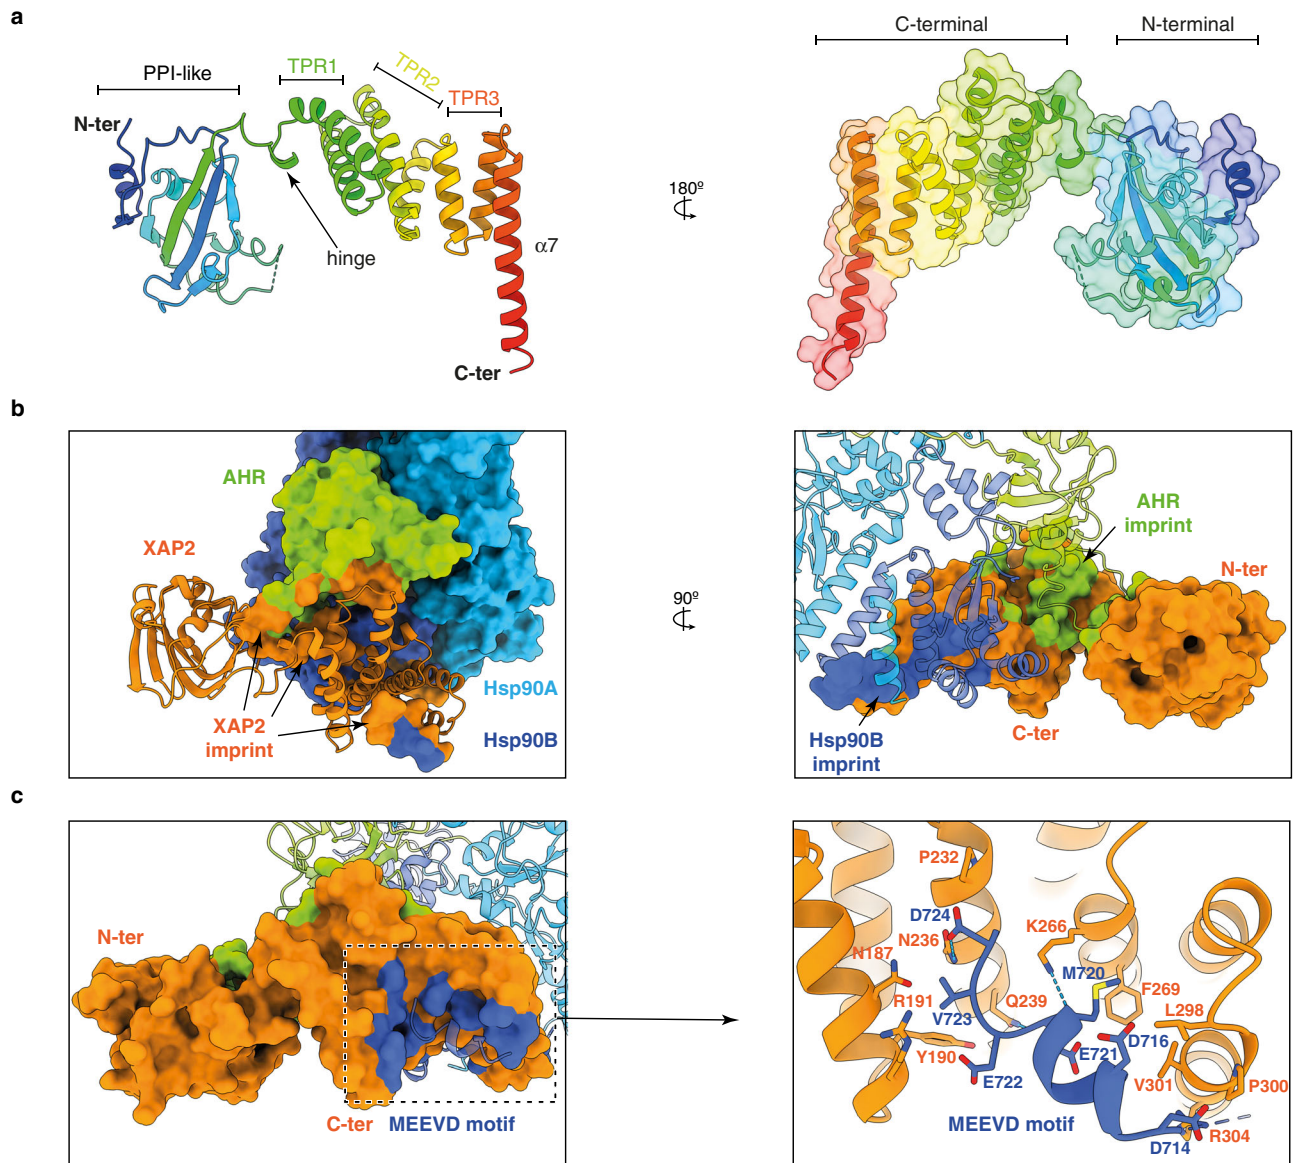 a
PPI-like
TPR1
TPR2
TPR3
N-ter
hinge
α7
C-ter
180º
C-terminal
N-terminal
b
AHR
XAP2
XAP2
imprint
Hsp90A
Hsp90B
90º
AHR
imprint
N-ter
Hsp90B
imprint
C-ter
c
N-ter
C-ter
MEEVD motif
P232
D724
N236
K266
N187
M720
F269
R191
Q239
L298
V723
D716
Y190
E721
E722
V301
P300
MEEVD motif
R304
D714